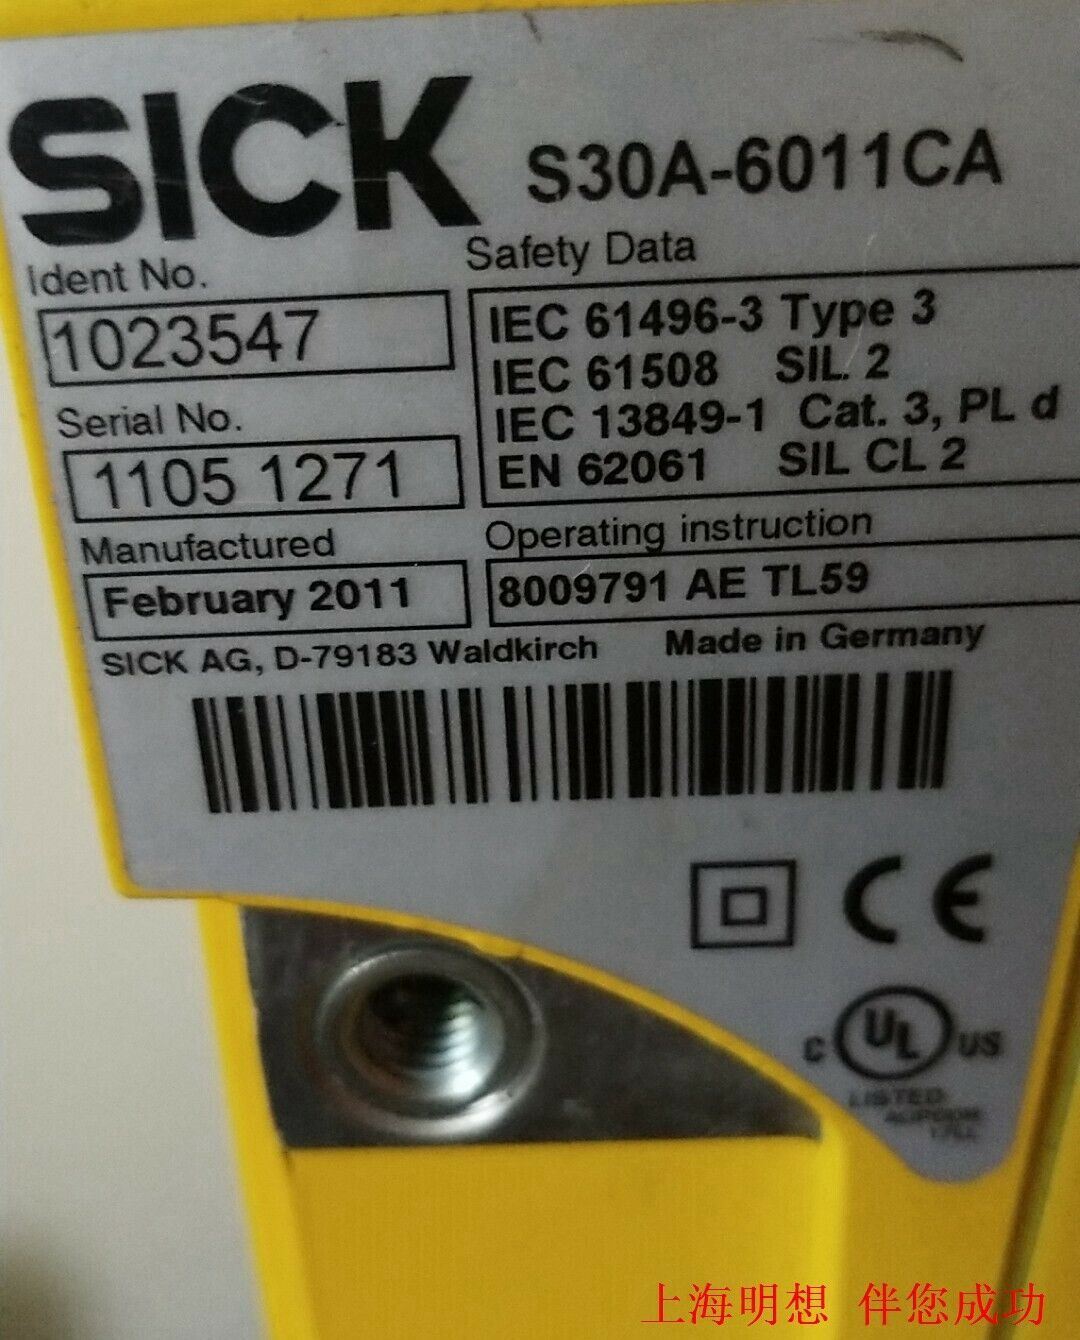 SICK S30A-6011CA
Ident No.
1023547
Serial No.
1105 1271
Manufactured
February 2011
Safety Data
IEC 61496-3 Type 3
IEC 61508 SIL 2
IEC 13849-1 Cat. 3, PL d
EN 62061 SIL CL 2
Operating instruction
8009791 AE TL59
SICK AG, D-79183 Waldkirch Made in Germany
CE
C UL US
LISTED
上海明想 伴您成功